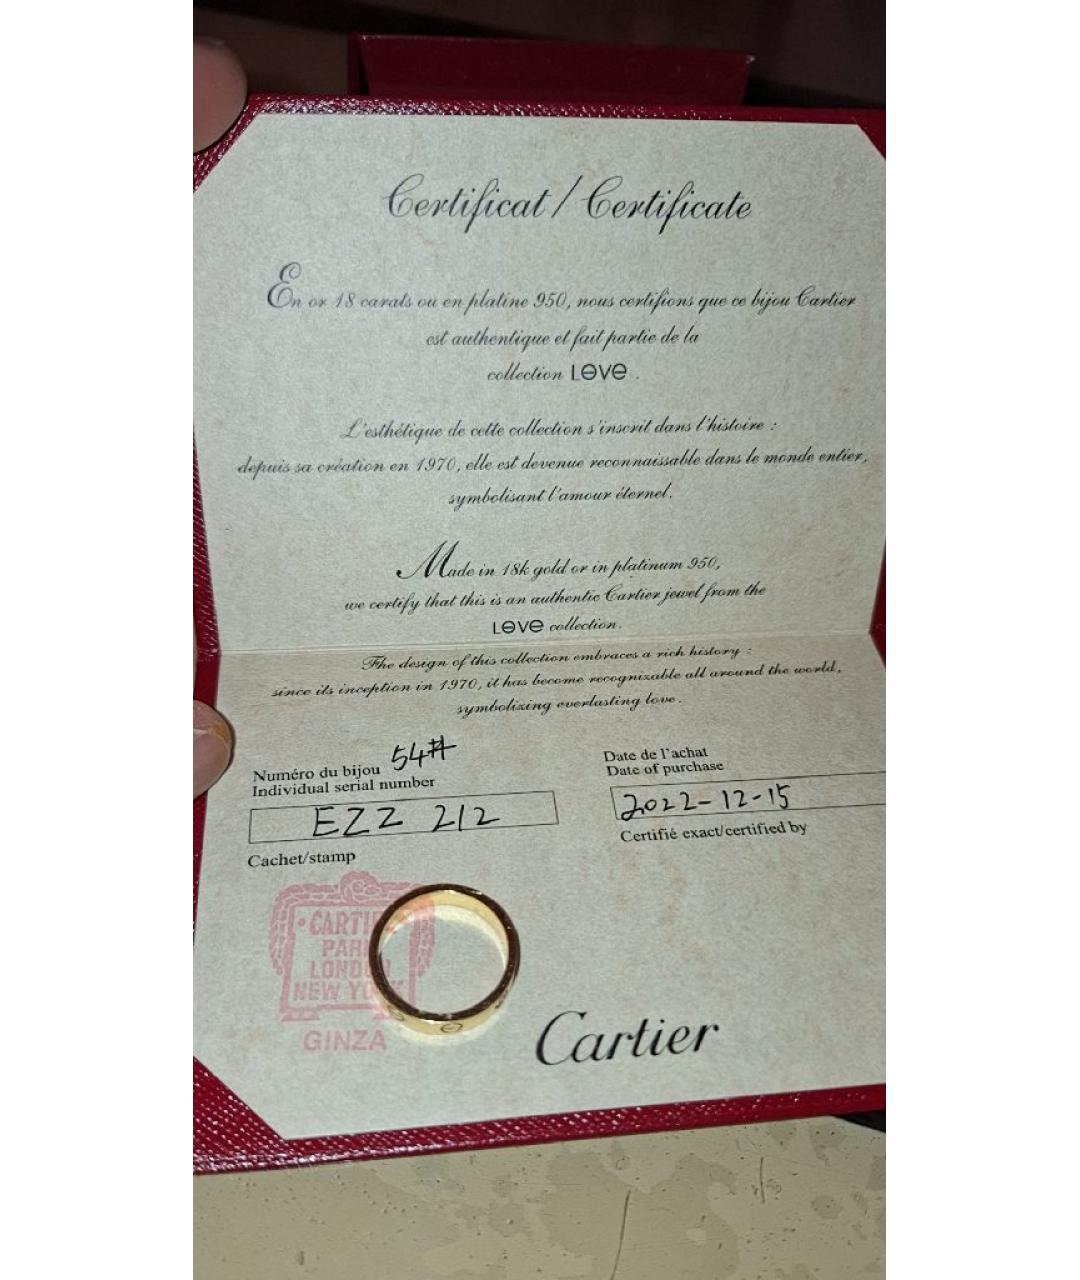 Certificat / Certificate
En or 18 carats ou en platine 950, nous certifions que ce bijou Cartier
est authentique et fait partie de la
collection LOVE .
L'esthétique de cette collection s'inscrit dans l'histoire :
depuis sa création en 1970, elle est devenue reconnaissable dans le monde entier,
symbolisant l'amour éternel.
Made in 18k gold or in platinum 950,
we certify that this is an authentic Cartier jewel from the
LOVE collection.
The design of this collection embraces a rich history :
since its inception in 1970, it has become recognizable all around the world,
symbolizing everlasting love.
54#
Numéro du bijou
Individual serial number
EZZ 212
Date de l'achat
Date of purchase
2022-12-15
Certifié exact/certified by
Cachet/stamp
CARTI
PARI
LONDO
NEW YORK
GINZA
Cartier